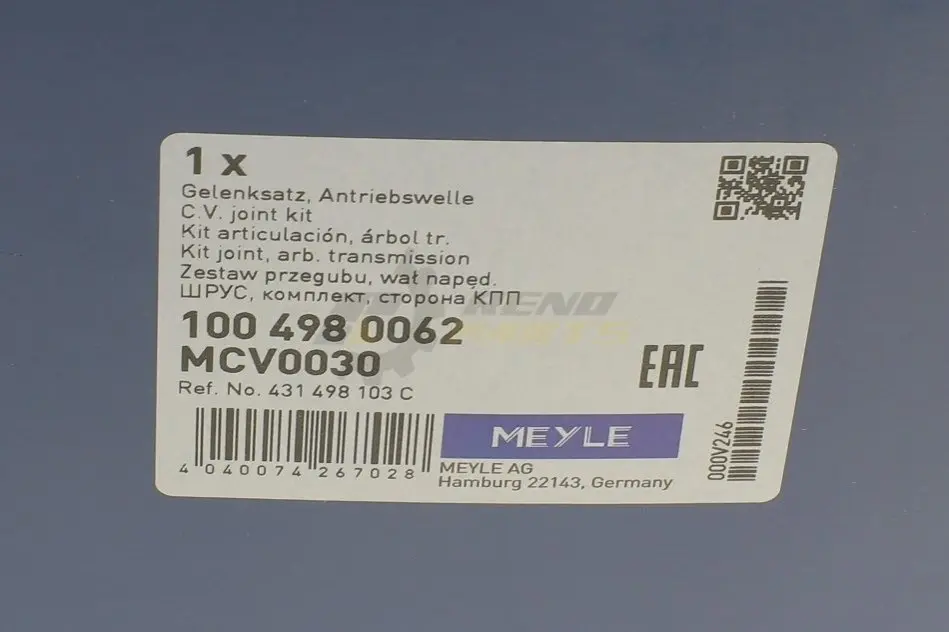 1 x
Gelenksatz, Antriebswelle
C.V. joint kit
Kit articulación, árbol tr.
Kit joint, arb. transmission
Zestaw przegubu, wał napęd.
ШРУС, комплект, сторона КПП
100 498 0062
MCV0030
Ref. No. 431 498 103 C
EAC
4 040074 267028
MEYLE
MEYLE AG
Hamburg 22143, Germany
000V246